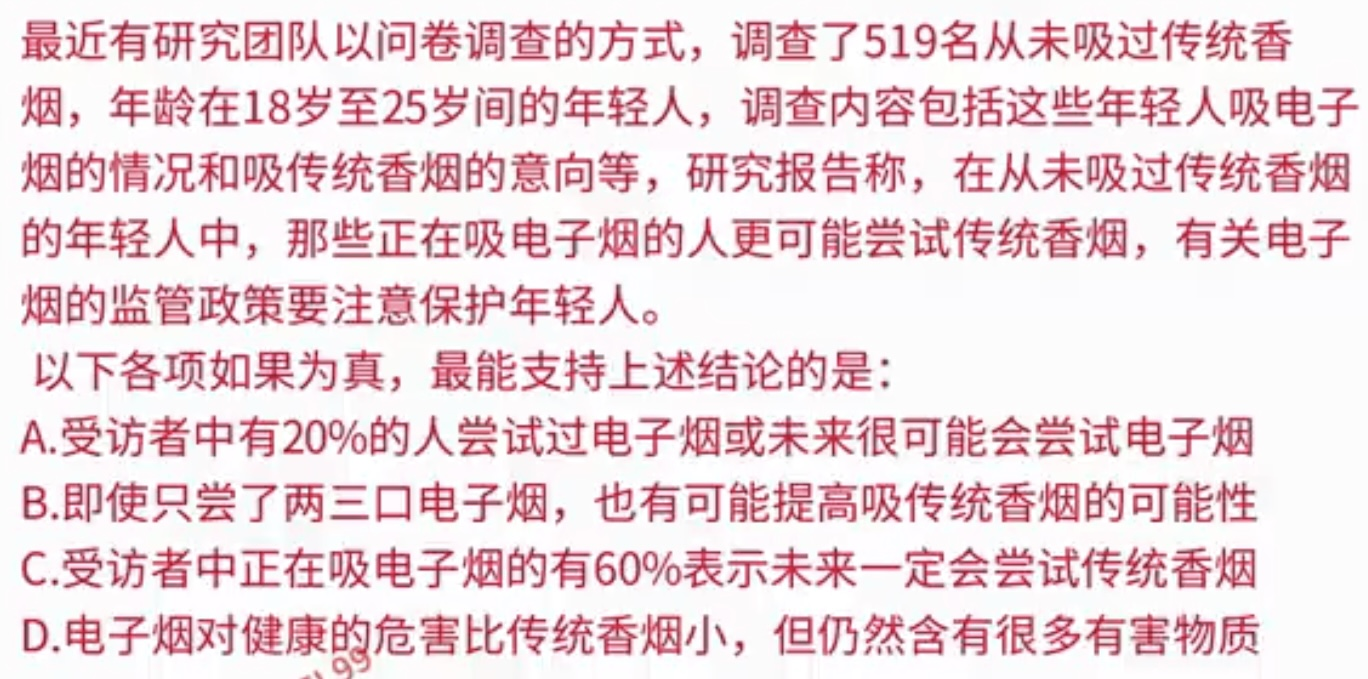 最近有研究团队以问卷调查的方式，调查了519名从未吸过传统香
烟，年龄在18岁至25岁间的年轻人，调查内容包括这些年轻人吸电子
烟的情况和吸传统香烟的意向等，研究报告称，在从未吸过传统香烟
的年轻人中，那些正在吸电子烟的人更可能尝试传统香烟，有关电子
烟的监管政策要注意保护年轻人。
以下各项如果为真，最能支持上述结论的是：
A.受访者中有20%的人尝试过电子烟或未来很可能会尝试电子烟
B.即使只尝了两三口电子烟，也有可能提高吸传统香烟的可能性
C.受访者中正在吸电子烟的有60%表示未来一定会尝试传统香烟
D.电子烟对健康的危害比传统香烟小，但仍然含有很多有害物质